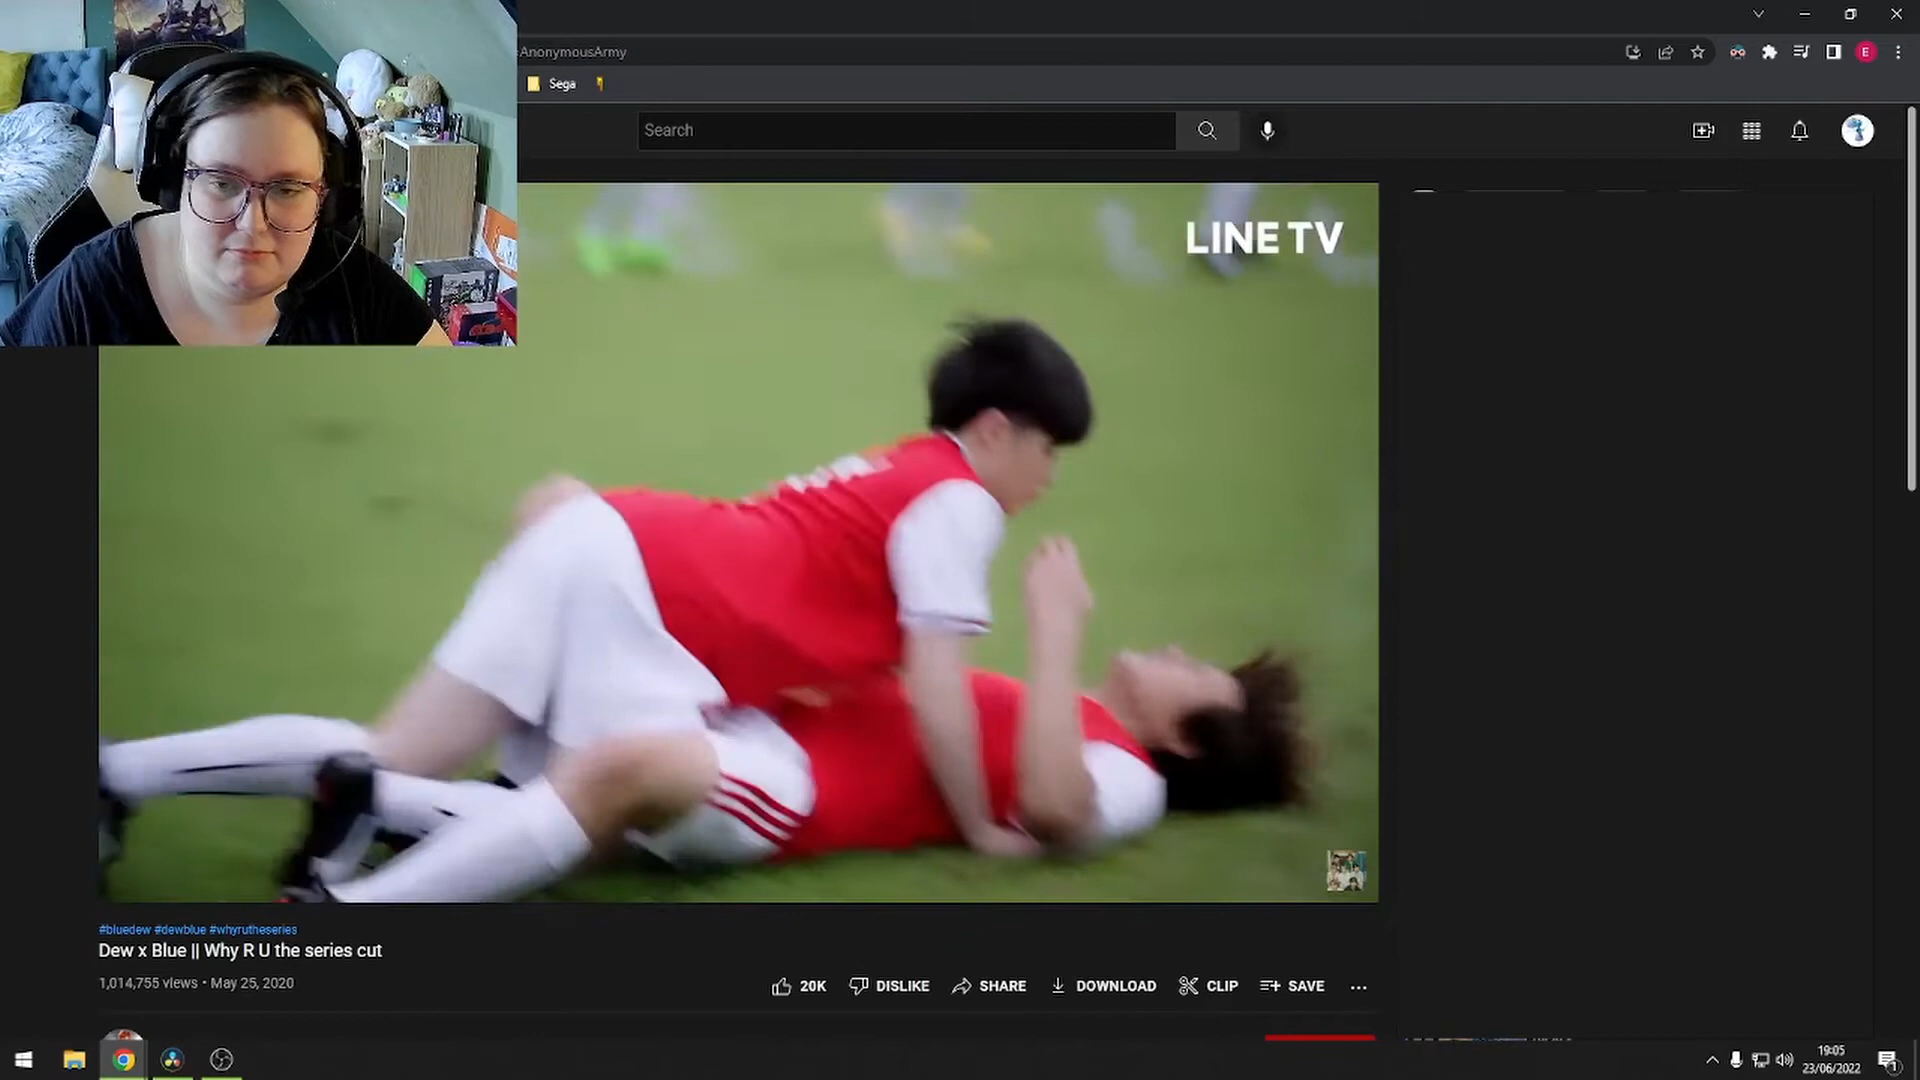 AnonymousArmy
E
Sega
Search
LINE TV
#bluedew #dewblue #whyrutheseries
Dew x Blue || Why R U the series cut
1,014,755 views • May 25, 2020
20K DISLIKE SHARE DOWNLOAD CLIP SAVE
19:05
23/06/2022
1